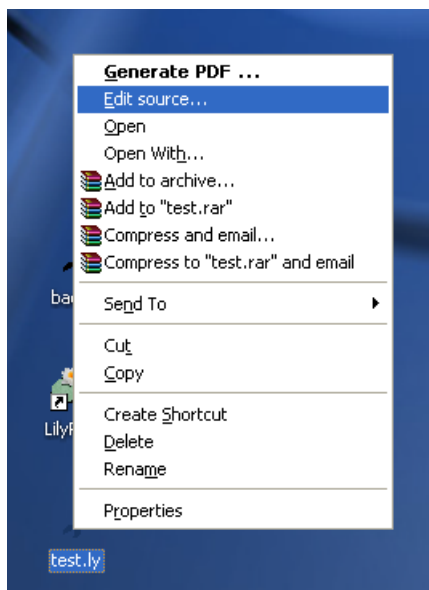 Generate PDF ...
Edit source...
Open
Open With...
Add to archive...
Add to "test.rar"
Compress and email...
Compress to "test.rar" and email
Send To
Cut
Copy
Create Shortcut
Delete
Rename
Properties
test.ly